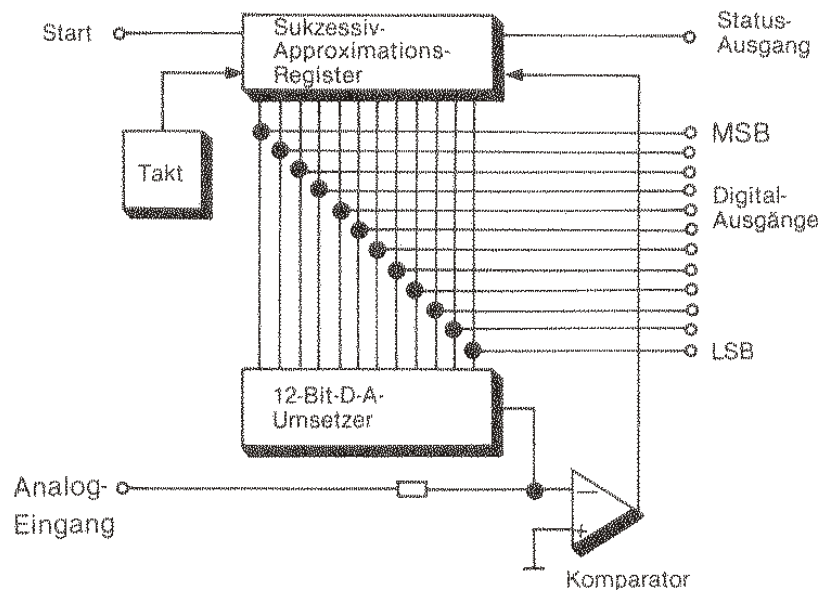 Start
Sukzessiv-
Approximations-
Register
Status-
Ausgang
Takt
MSB
Digital-
Ausgänge
LSB
12-Bit-D-A-
Umsetzer
Analog-
Eingang
−
+
Komparator